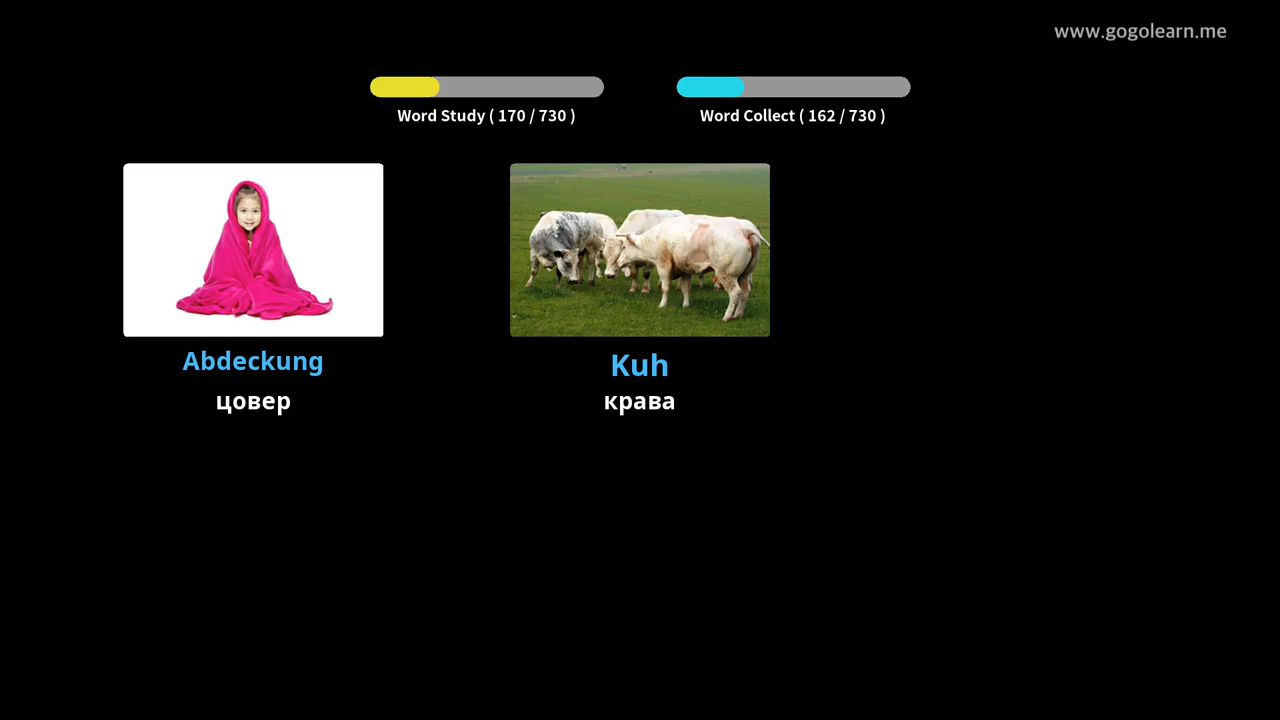 www.gogolearn.me
Word Study ( 170 / 730 )
Word Collect ( 162 / 730 )
Abdeckung
цовер
Kuh
крава